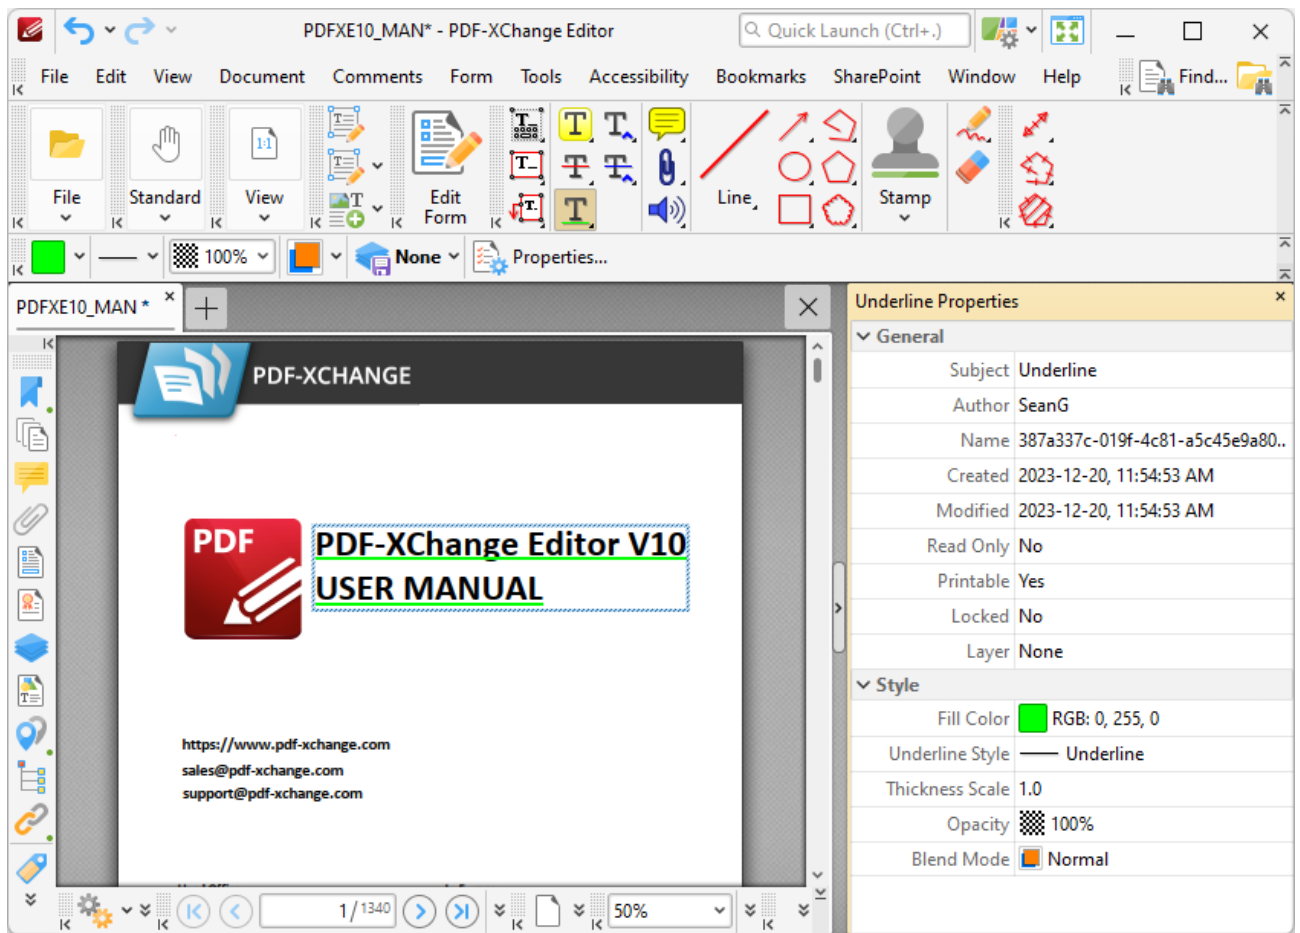 PDFXE10_MAN* - PDF-XChange Editor
Quick Launch (Ctrl+.)
File Edit View Document Comments Form Tools Accessibility Bookmarks SharePoint Window Help
Find...
1:1
File
Standard
View
Edit
Form
Line
Stamp
100%
None
Properties...
PDFXE10_MAN *
PDF-XCHANGE
PDF
PDF-XChange Editor V10
USER MANUAL
https://www.pdf-xchange.com
sales@pdf-xchange.com
support@pdf-xchange.com
1/1340
50%
Underline Properties
General
Subject Underline
Author SeanG
Name 387a337c-019f-4c81-a5c45e9a80..
Created 2023-12-20, 11:54:53 AM
Modified 2023-12-20, 11:54:53 AM
Read Only No
Printable Yes
Locked No
Layer None
Style
Fill Color RGB: 0, 255, 0
Underline Style Underline
Thickness Scale 1.0
Opacity 100%
Blend Mode Normal